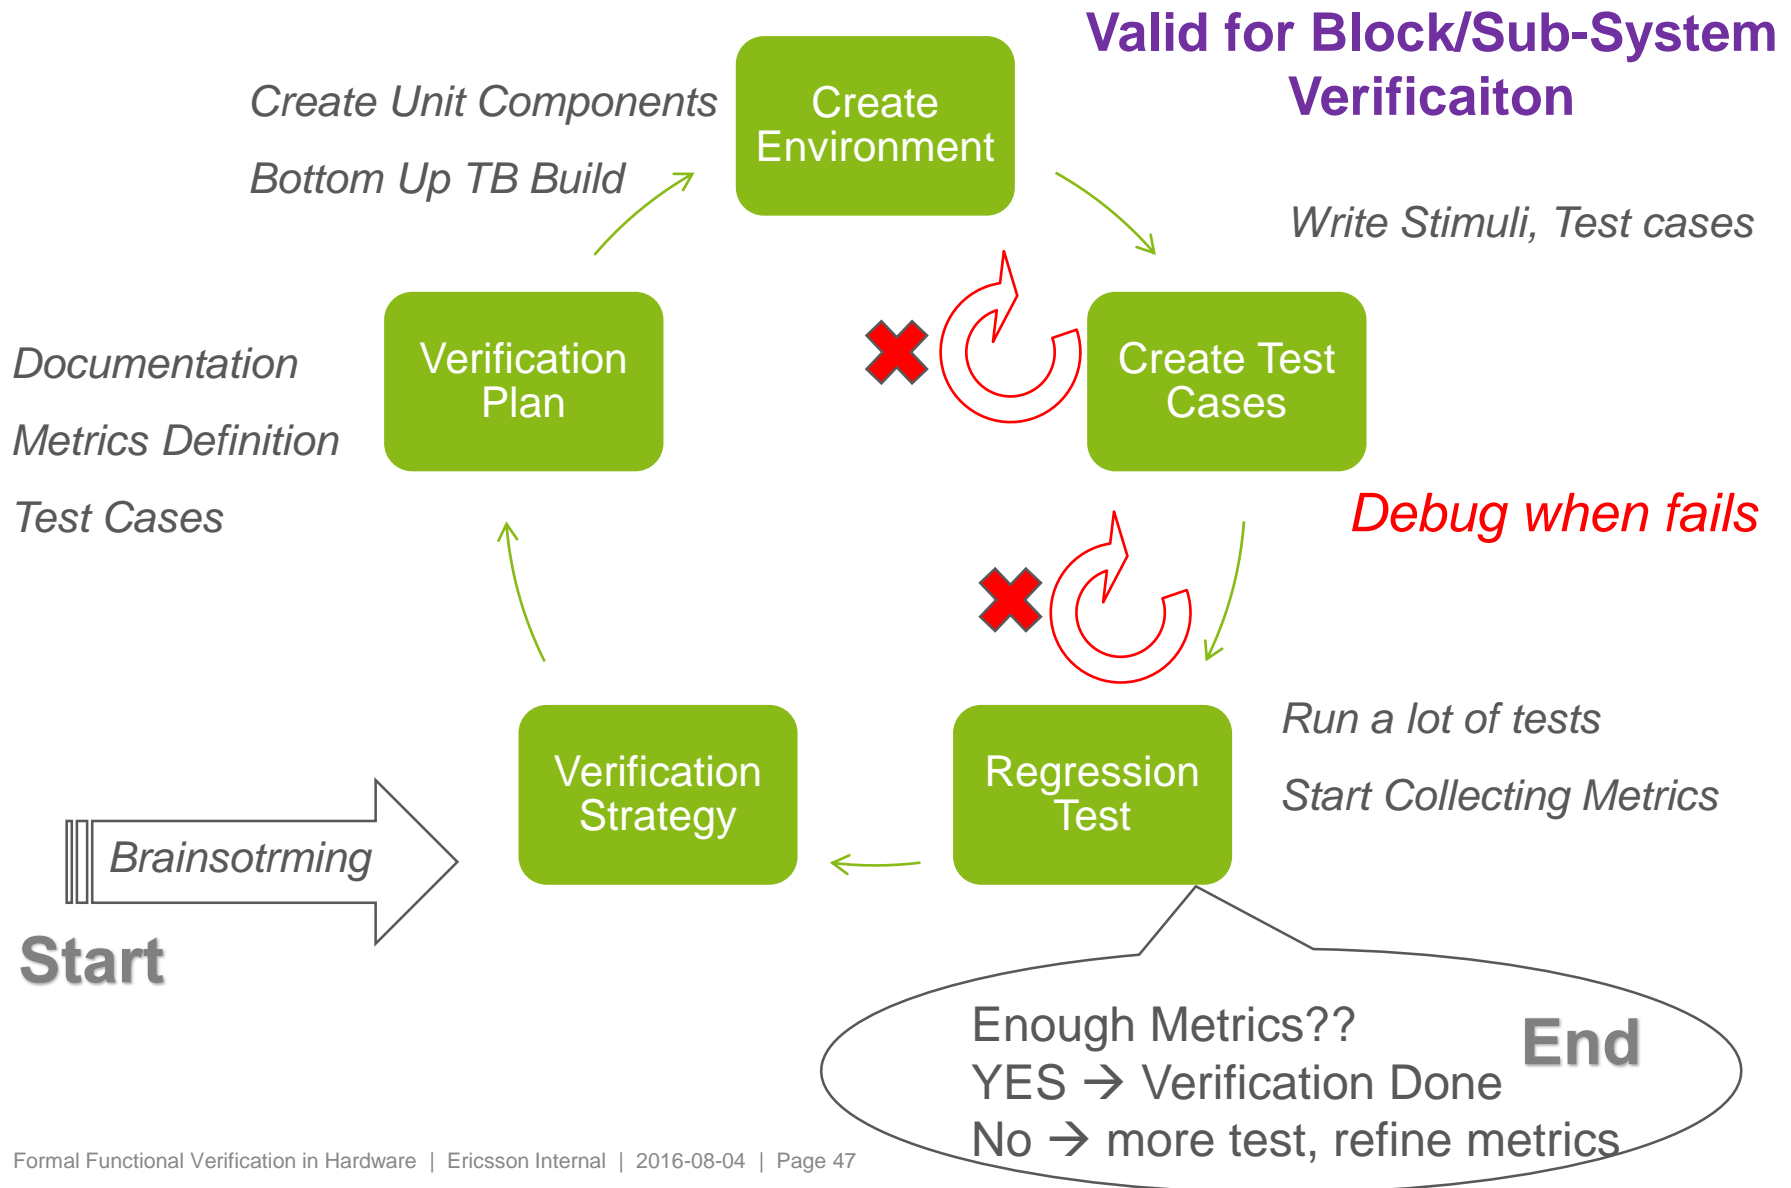 Valid for Block/Sub-System
Verificaiton
Create Unit Components
Bottom Up TB Build
Create
Environment
Write Stimuli, Test cases
Documentation
Metrics Definition
Test Cases
Verification
Plan
Create Test
Cases
Debug when fails
Verification
Strategy
Regression
Test
Run a lot of tests
Start Collecting Metrics
Brainsotrming
Start
Enough Metrics??
YES → Verification Done
No → more test, refine metrics
End
Formal Functional Verification in Hardware | Ericsson Internal | 2016-08-04 | Page 47